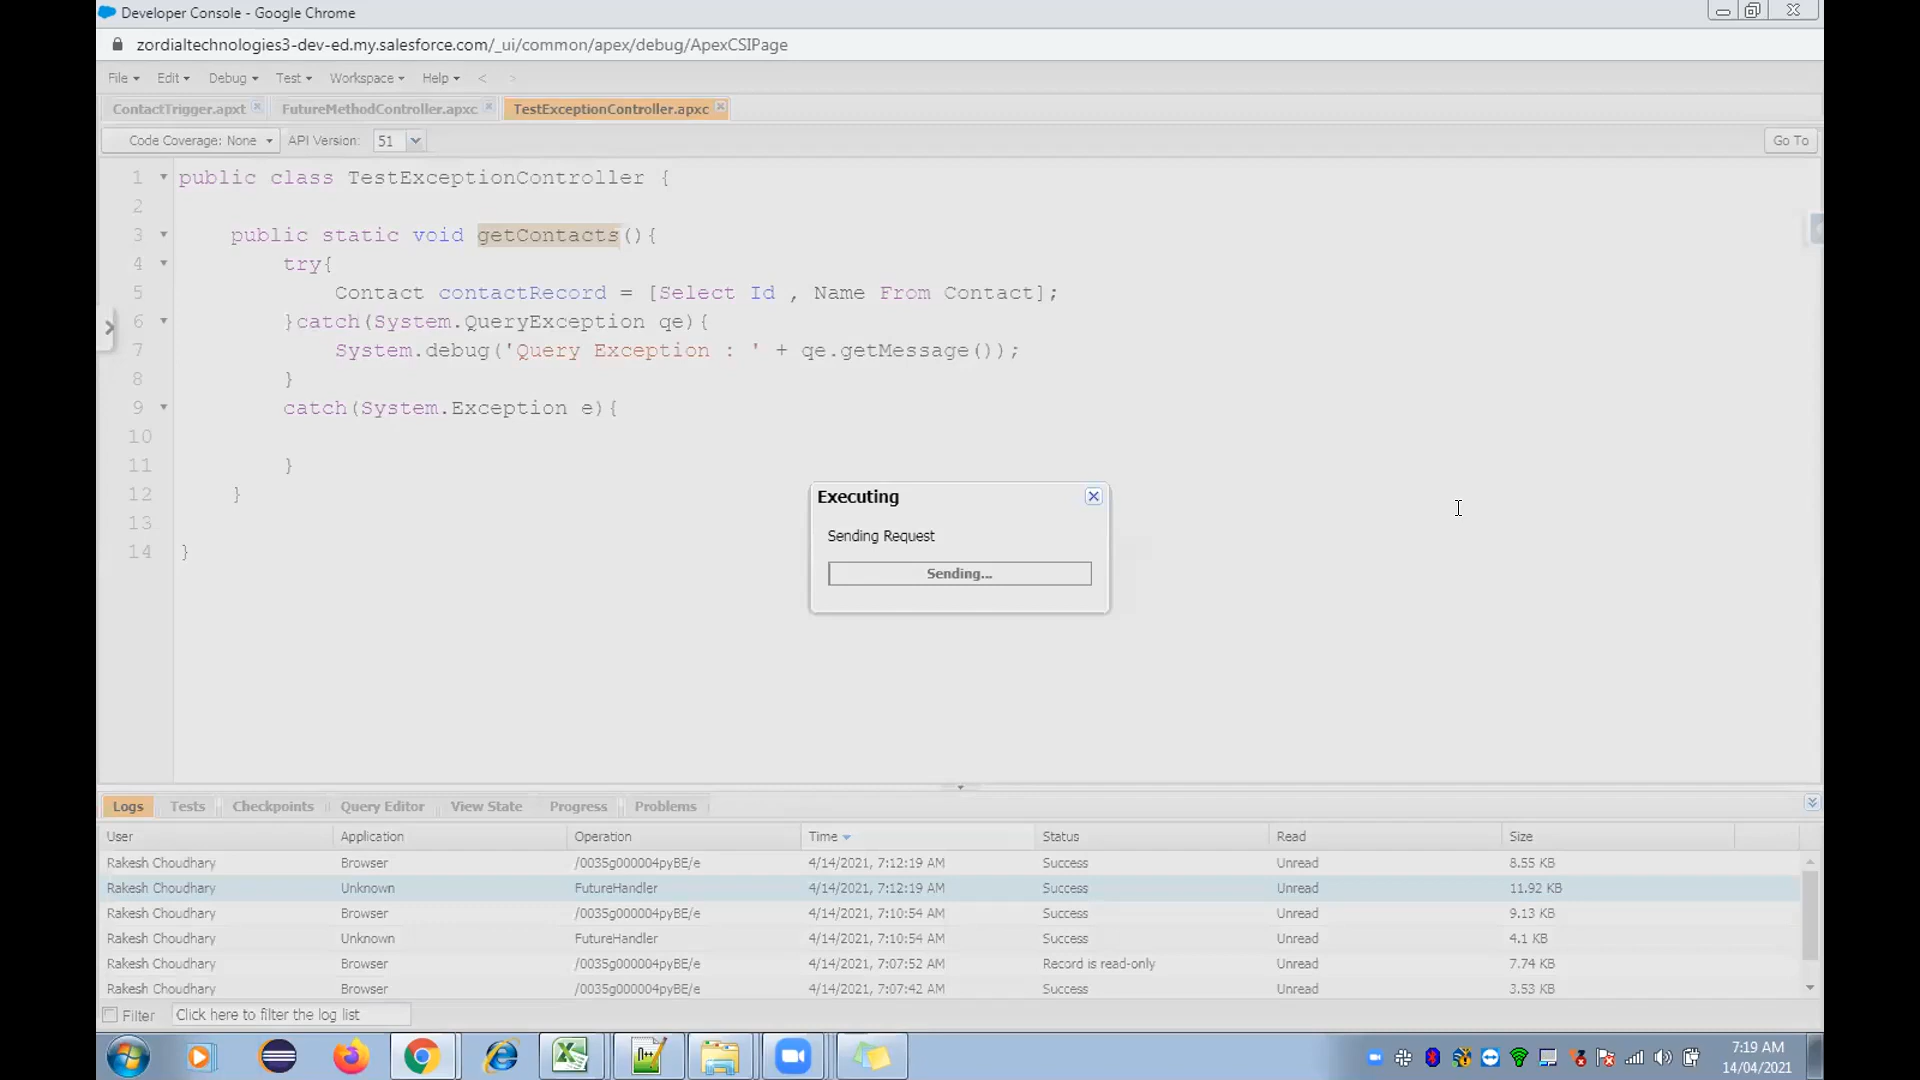 Developer Console - Google Chrome
zordialtechnologies3-dev-ed.my.salesforce.com/_ui/common/apex/debug/ApexCSIPage
File Edit Debug Test Workspace Help < >
ContactTrigger.apxt FutureMethodController.apxc TestExceptionController.apxc
Code Coverage: None API Version: 51 Go To
1 public class TestExceptionController {
2
3 public static void getContacts(){
4 try{
5 Contact contactRecord = [Select Id , Name From Contact];
6 }catch(System.QueryException qe){
7 System.debug('Query Exception : ' + qe.getMessage());
8 }
9 catch(System.Exception e){
10
11 }
12 }
13
14 }
Executing
Sending Request
Sending...
Logs Tests Checkpoints Query Editor View State Progress Problems
User Application Operation Time Status Read Size
Rakesh Choudhary Browser /0035g000004pyBE/e 4/14/2021, 7:12:19 AM Success Unread 8.55 KB
Rakesh Choudhary Unknown FutureHandler 4/14/2021, 7:12:19 AM Success Unread 11.92 KB
Rakesh Choudhary Browser /0035g000004pyBE/e 4/14/2021, 7:10:54 AM Success Unread 9.13 KB
Rakesh Choudhary Unknown FutureHandler 4/14/2021, 7:10:54 AM Success Unread 4.1 KB
Rakesh Choudhary Browser /0035g000004pyBE/e 4/14/2021, 7:07:52 AM Record is read-only Unread 7.74 KB
Rakesh Choudhary Browser /0035g000004pyBE/e 4/14/2021, 7:07:42 AM Success Unread 3.53 KB
Filter Click here to filter the log list
7:19 AM
14/04/2021